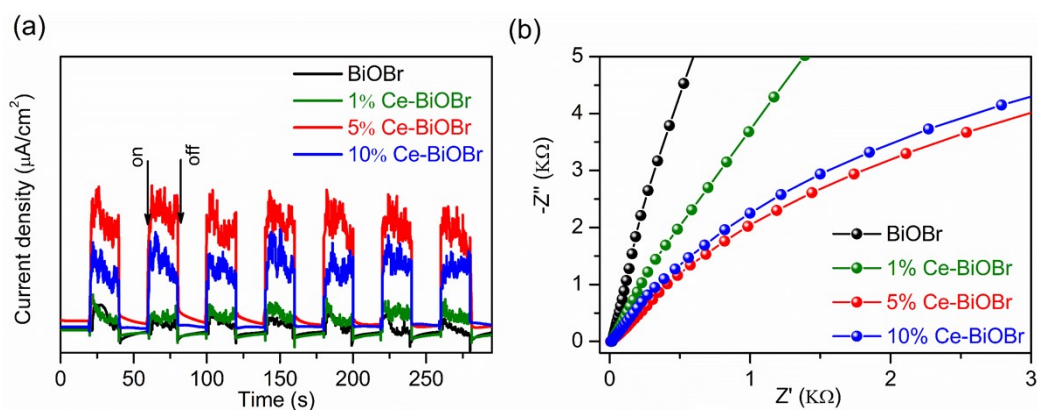 (a)
Current density (μA/cm²)
BiOBr
1% Ce-BiOBr
5% Ce-BiOBr
10% Ce-BiOBr
on
off
0 50 100 150 200 250
Time (s)
(b)
-Z'' (KΩ)
5
4
3
2
1
0
BiOBr
1% Ce-BiOBr
5% Ce-BiOBr
10% Ce-BiOBr
0 1 2 3
Z' (KΩ)